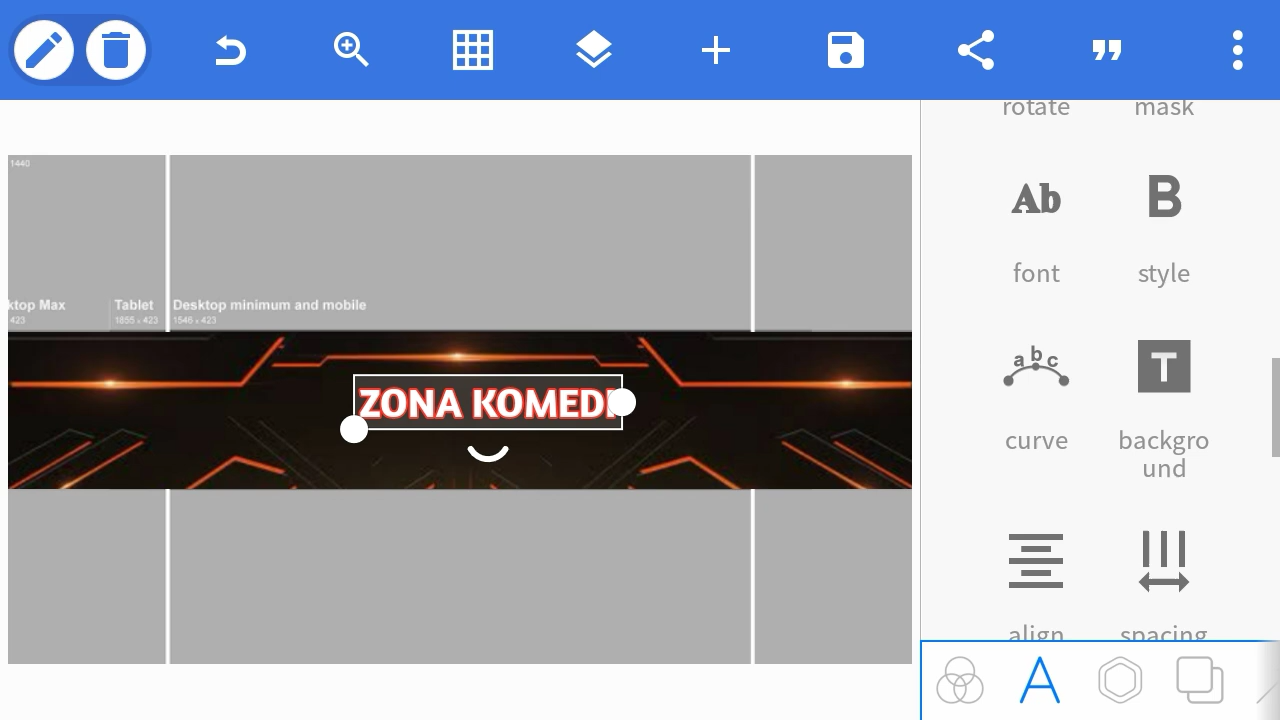 rotate mask
1440
Ab B
font style
ktop Max Tablet Desktop minimum and mobile
423 1855 x 423 1546 x 423
a b c T
ZONA KOMEDI
curve backgro
und
align spacing